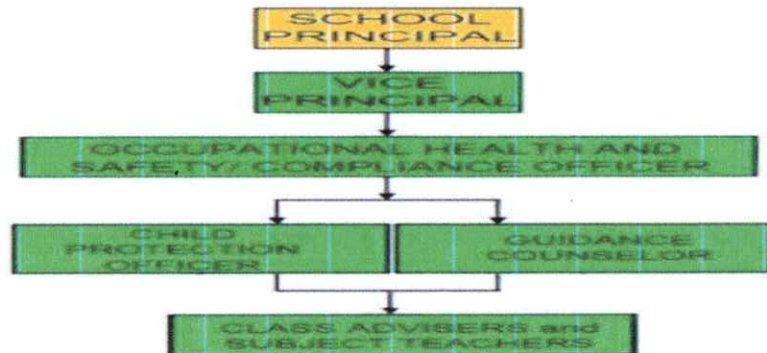 SCHOOL
PRINCIPAL
VICE
PRINCIPAL
OCCUPATIONAL HEALTH AND
SAFETY/ COMPLIANCE OFFICER
CHILD
PROTECTION
OFFICER
GUIDANCE
COUNSELOR
CLASS ADVISERS and
SUBJECT TEACHERS